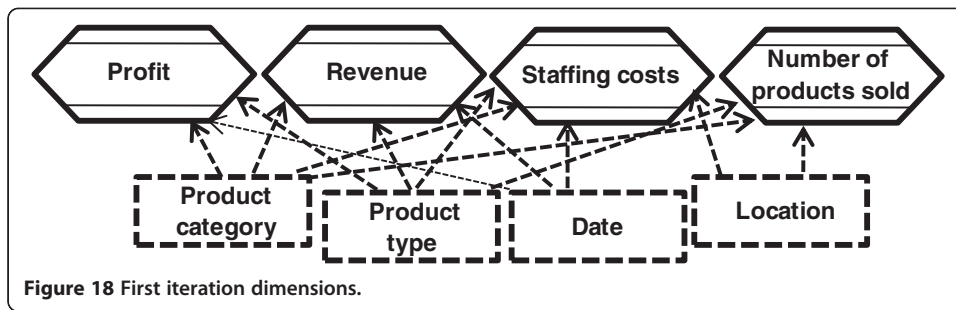 Profit
Revenue
Staffing costs
Number of
products sold
Product
category
Product
type
Date
Location
Figure 18 First iteration dimensions.